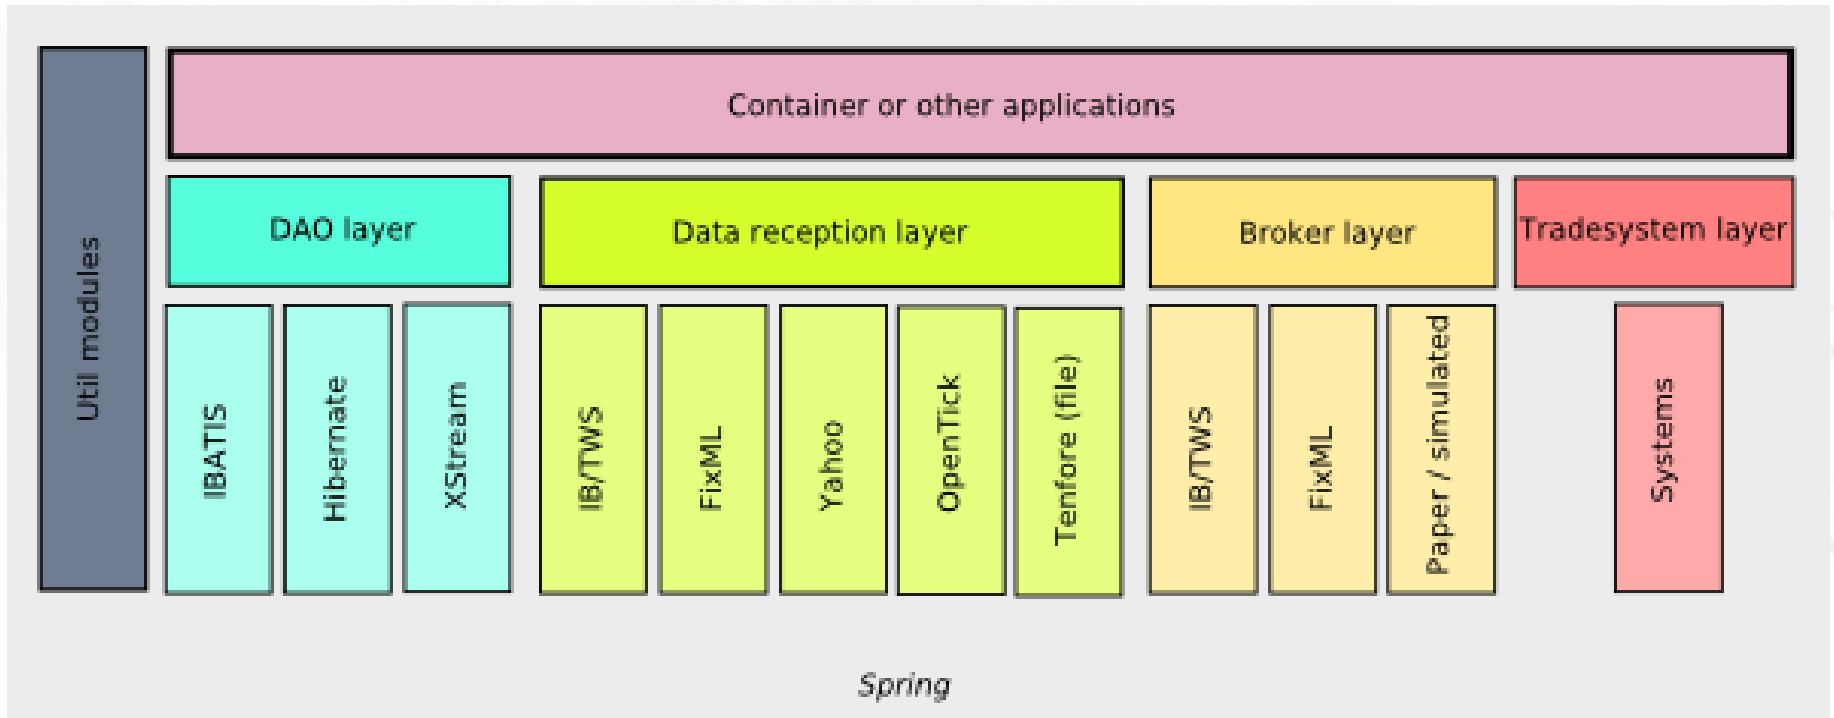 Container or other applications
Util modules
DAO layer
Data reception layer
Broker layer
Tradesystem layer
IBATIS
Hibernate
XStream
IB/TWS
FixML
Yahoo
OpenTick
Tenfore (file)
IB/TWS
FixML
Paper / simulated
Systems
Spring